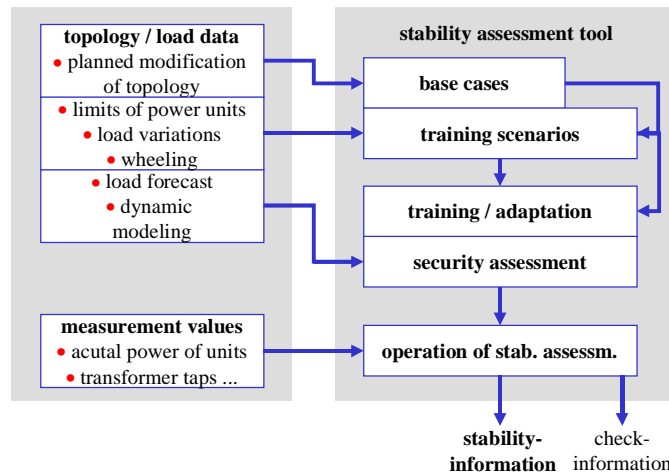 topology / load data
• planned modification
of topology
• limits of power units
• load variations
• wheeling
• load forecast
• dynamic
modeling
measurement values
• acutal power of units
• transformer taps ...
stability assessment tool
base cases
training scenarios
training / adaptation
security assessment
operation of stab. assessm.
stability-
information
check-
information